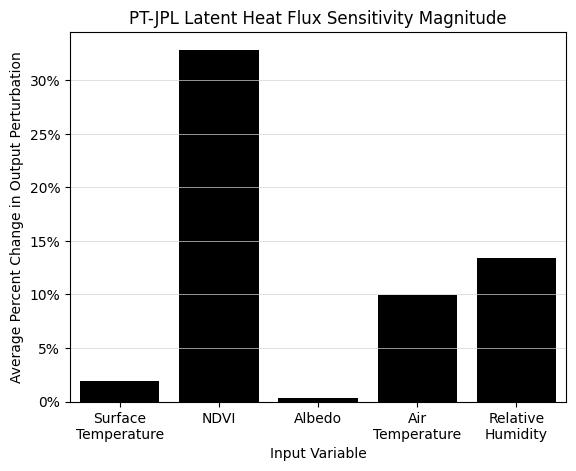 PT-JPL Latent Heat Flux Sensitivity Magnitude
Average Percent Change in Output Perturbation
30%
25%
20%
15%
10%
5%
0%
Surface
Temperature
NDVI
Albedo
Air
Temperature
Relative
Humidity
Input Variable